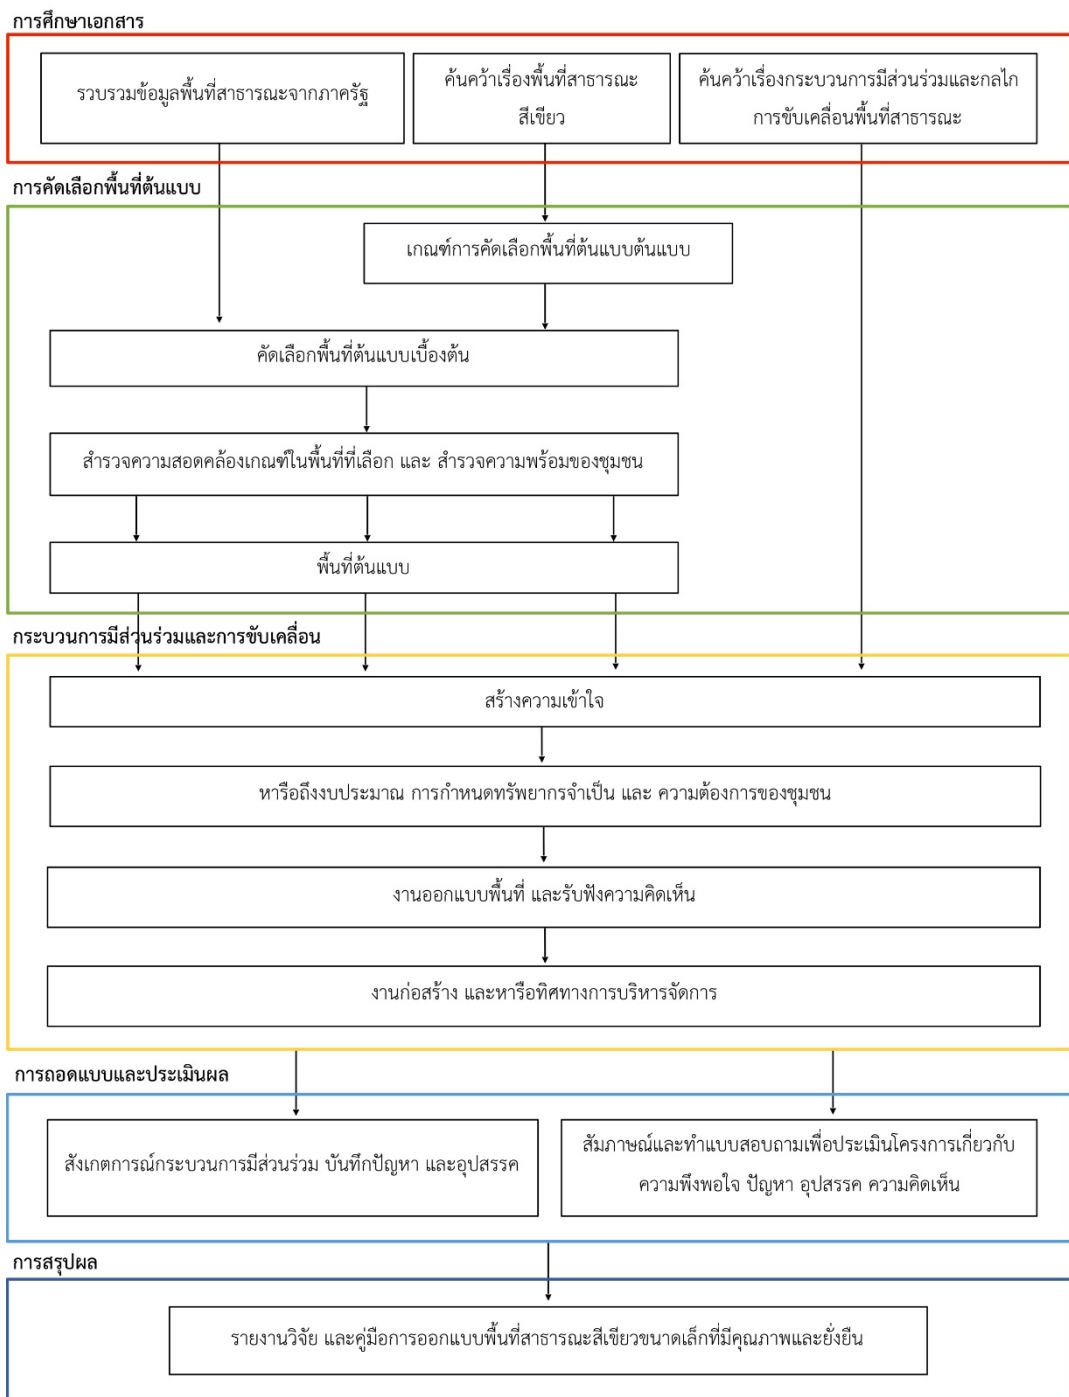 การศึกษาเอกสาร
รวบรวมข้อมูลพื้นที่สาธารณะจากภาครัฐ
ค้นคว้าเรื่องพื้นที่สาธารณะ
สีเขียว
ค้นคว้าเรื่องกระบวนการมีส่วนร่วมและกลไก
การขับเคลื่อนพื้นที่สาธารณะ
การคัดเลือกพื้นที่ต้นแบบ
เกณฑ์การคัดเลือกพื้นที่ต้นแบบต้นแบบ
คัดเลือกพื้นที่ต้นแบบเบื้องต้น
สำรวจความสอดคล้องเกณฑ์ในพื้นที่ที่เลือก และ สำรวจความพร้อมของชุมชน
พื้นที่ต้นแบบ
กระบวนการมีส่วนร่วมและการขับเคลื่อน
สร้างความเข้าใจ
หารือถึงงบประมาณ การกำหนดทรัพยากรจำเป็น และ ความต้องการของชุมชน
งานออกแบบพื้นที่ และรับฟังความคิดเห็น
งานก่อสร้าง และหารือทิศทางการบริหารจัดการ
การถอดแบบและประเมินผล
สังเกตการณ์กระบวนการมีส่วนร่วม บันทึกปัญหา และอุปสรรค
สัมภาษณ์และทำแบบสอบถามเพื่อประเมินโครงการเกี่ยวกับ
ความพึงพอใจ ปัญหา อุปสรรค ความคิดเห็น
การสรุปผล
รายงานวิจัย และคู่มือการออกแบบพื้นที่สาธารณะสีเขียวขนาดเล็กที่มีคุณภาพและยั่งยืน